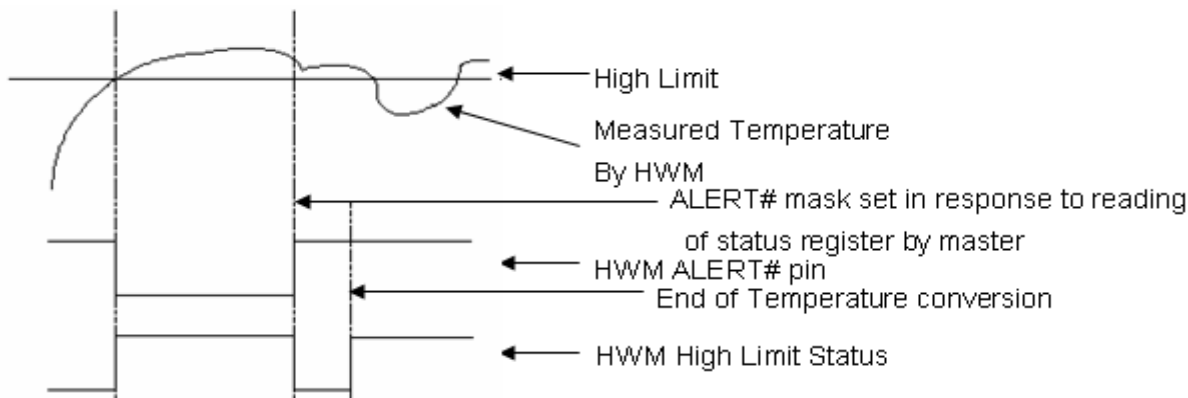 High Limit
Measured Temperature
By HWM
ALERT# mask set in response to reading
of status register by master
HWM ALERT# pin
End of Temperature conversion
HWM High Limit Status